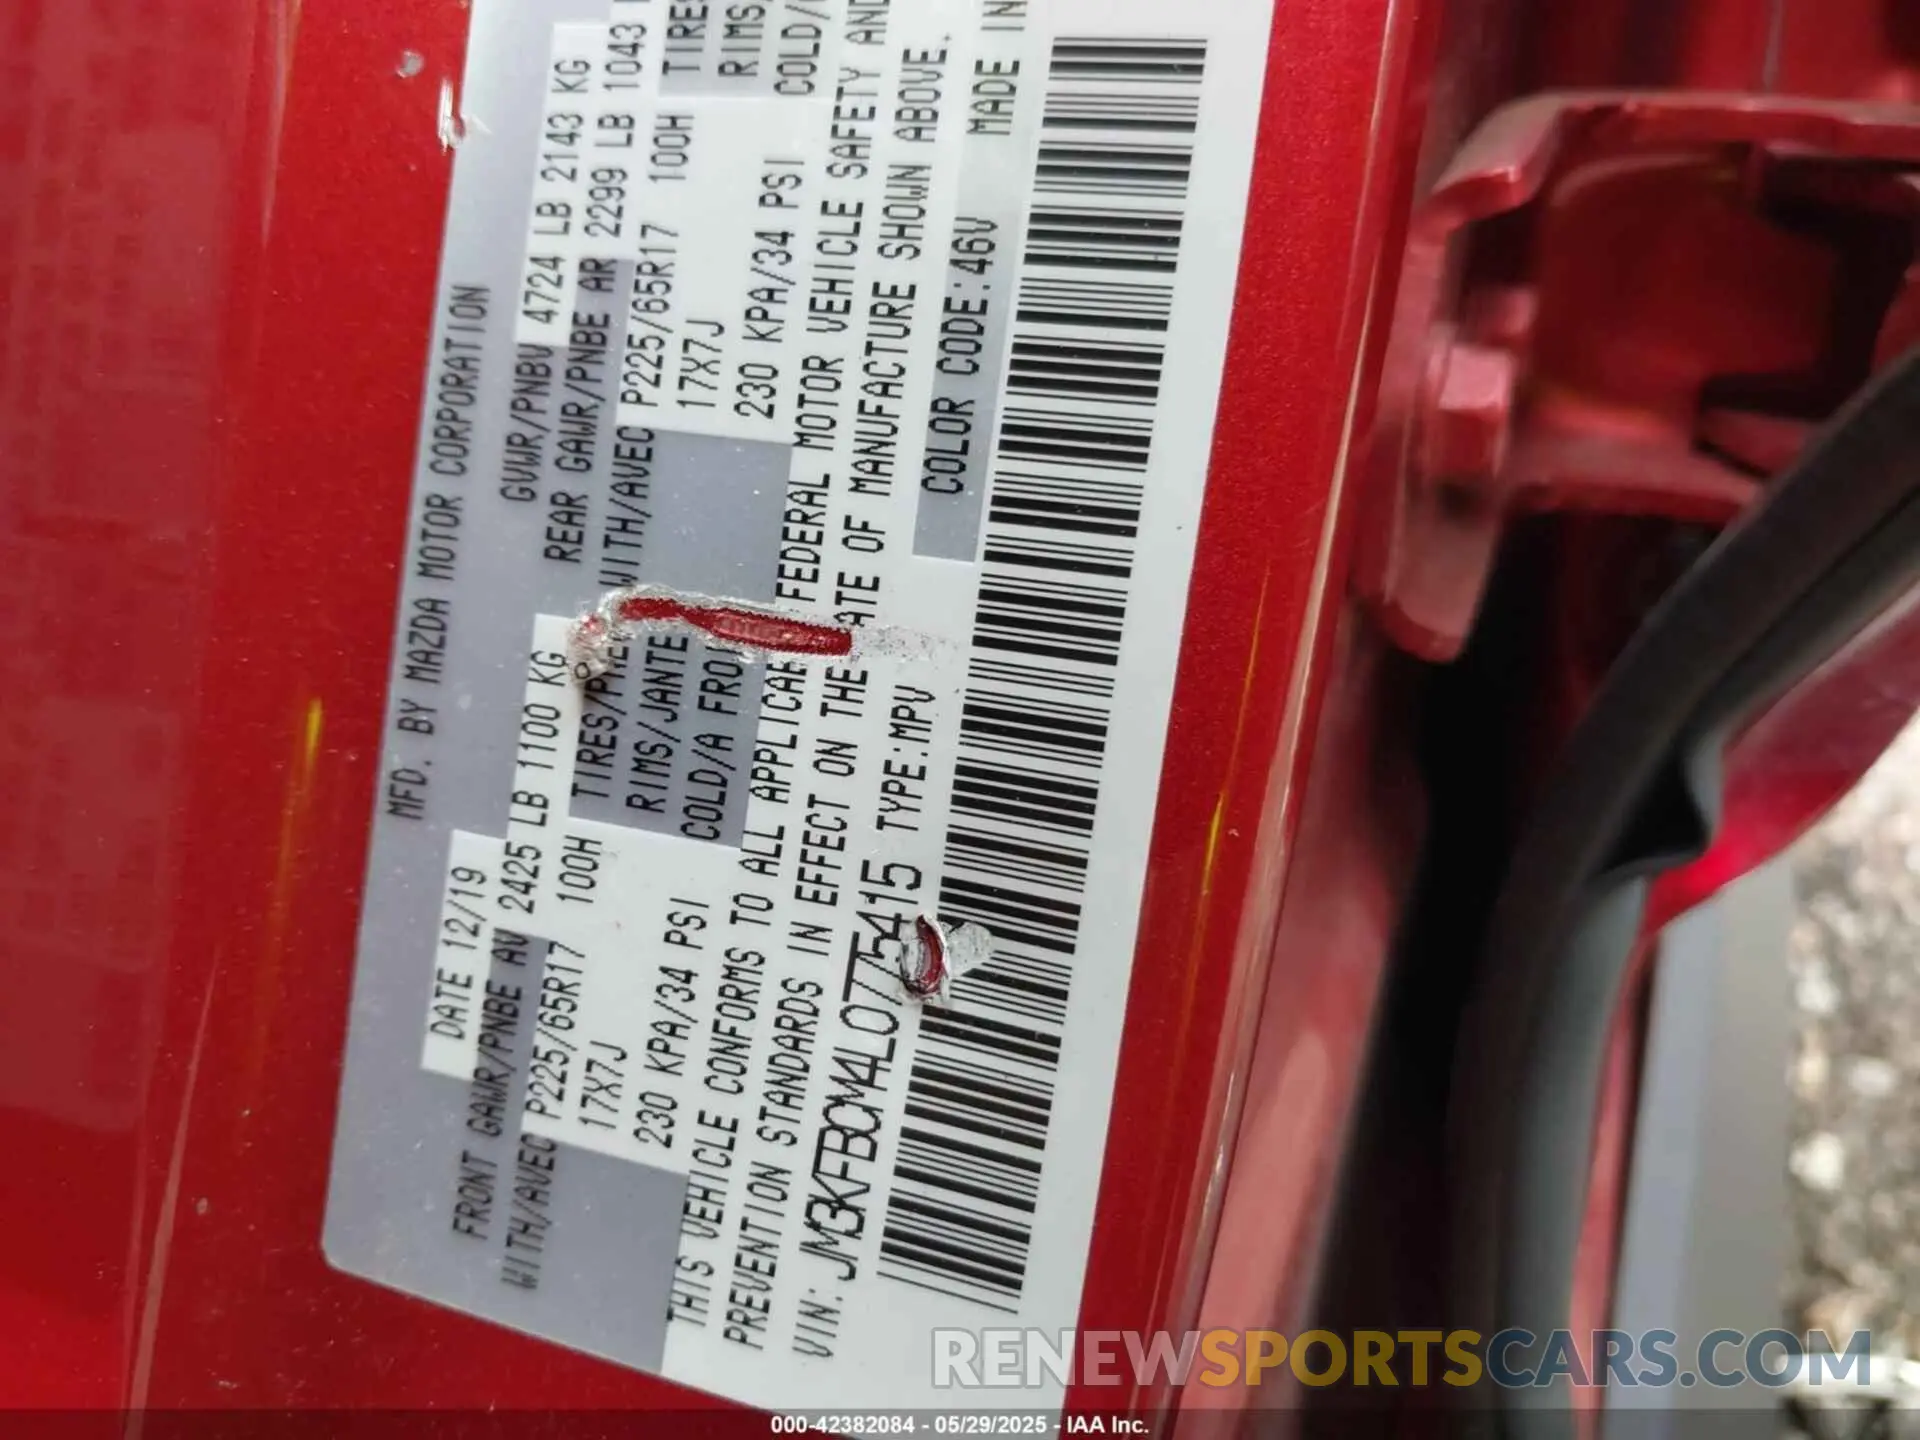 MFD. BY MAZDA MOTOR CORPORATION
DATE 12/19 GVWR/PNBV 4724 LB 2143 KG
FRONT GAWR/PNBE AV 2425 LB 1100 KG REAR GAWR/PNBE AR 2299 LB 1043
WITH/AVEC P225/65R17 100H TIRES/PNE WITH/AVEC P225/65R17 100H TIRES
17X7J RIMS/JANTE 17X7J RIMS/
230 KPA/34 PSI COLD/A FROI 230 KPA/34 PSI COLD/
THIS VEHICLE CONFORMS TO ALL APPLICAB FEDERAL MOTOR VEHICLE SAFETY AND
PREVENTION STANDARDS IN EFFECT ON THE ATE OF MANUFACTURE SHOWN ABOVE.
VIN: JM3KFBCM4L0775415 TYPE:MPV COLOR CODE:46V MADE IN
RENEWSPORTSCARS.COM
000-42382084 - 05/29/2025 - IAA Inc.